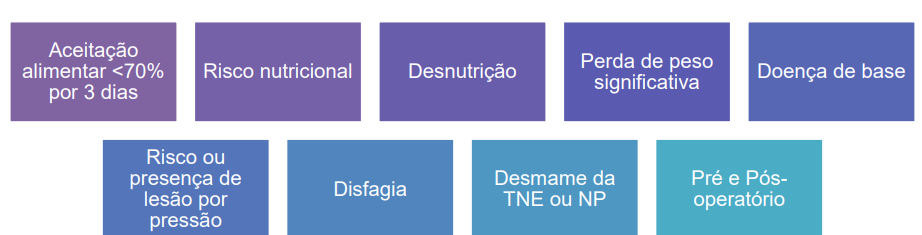 Aceitação
alimentar <70%
por 3 dias
Risco nutricional
Desnutrição
Perda de peso
significativa
Doença de base
Risco ou
presença de
lesão por
pressão
Disfagia
Desmame da
TNE ou NP
Pré e Pós-
operatório